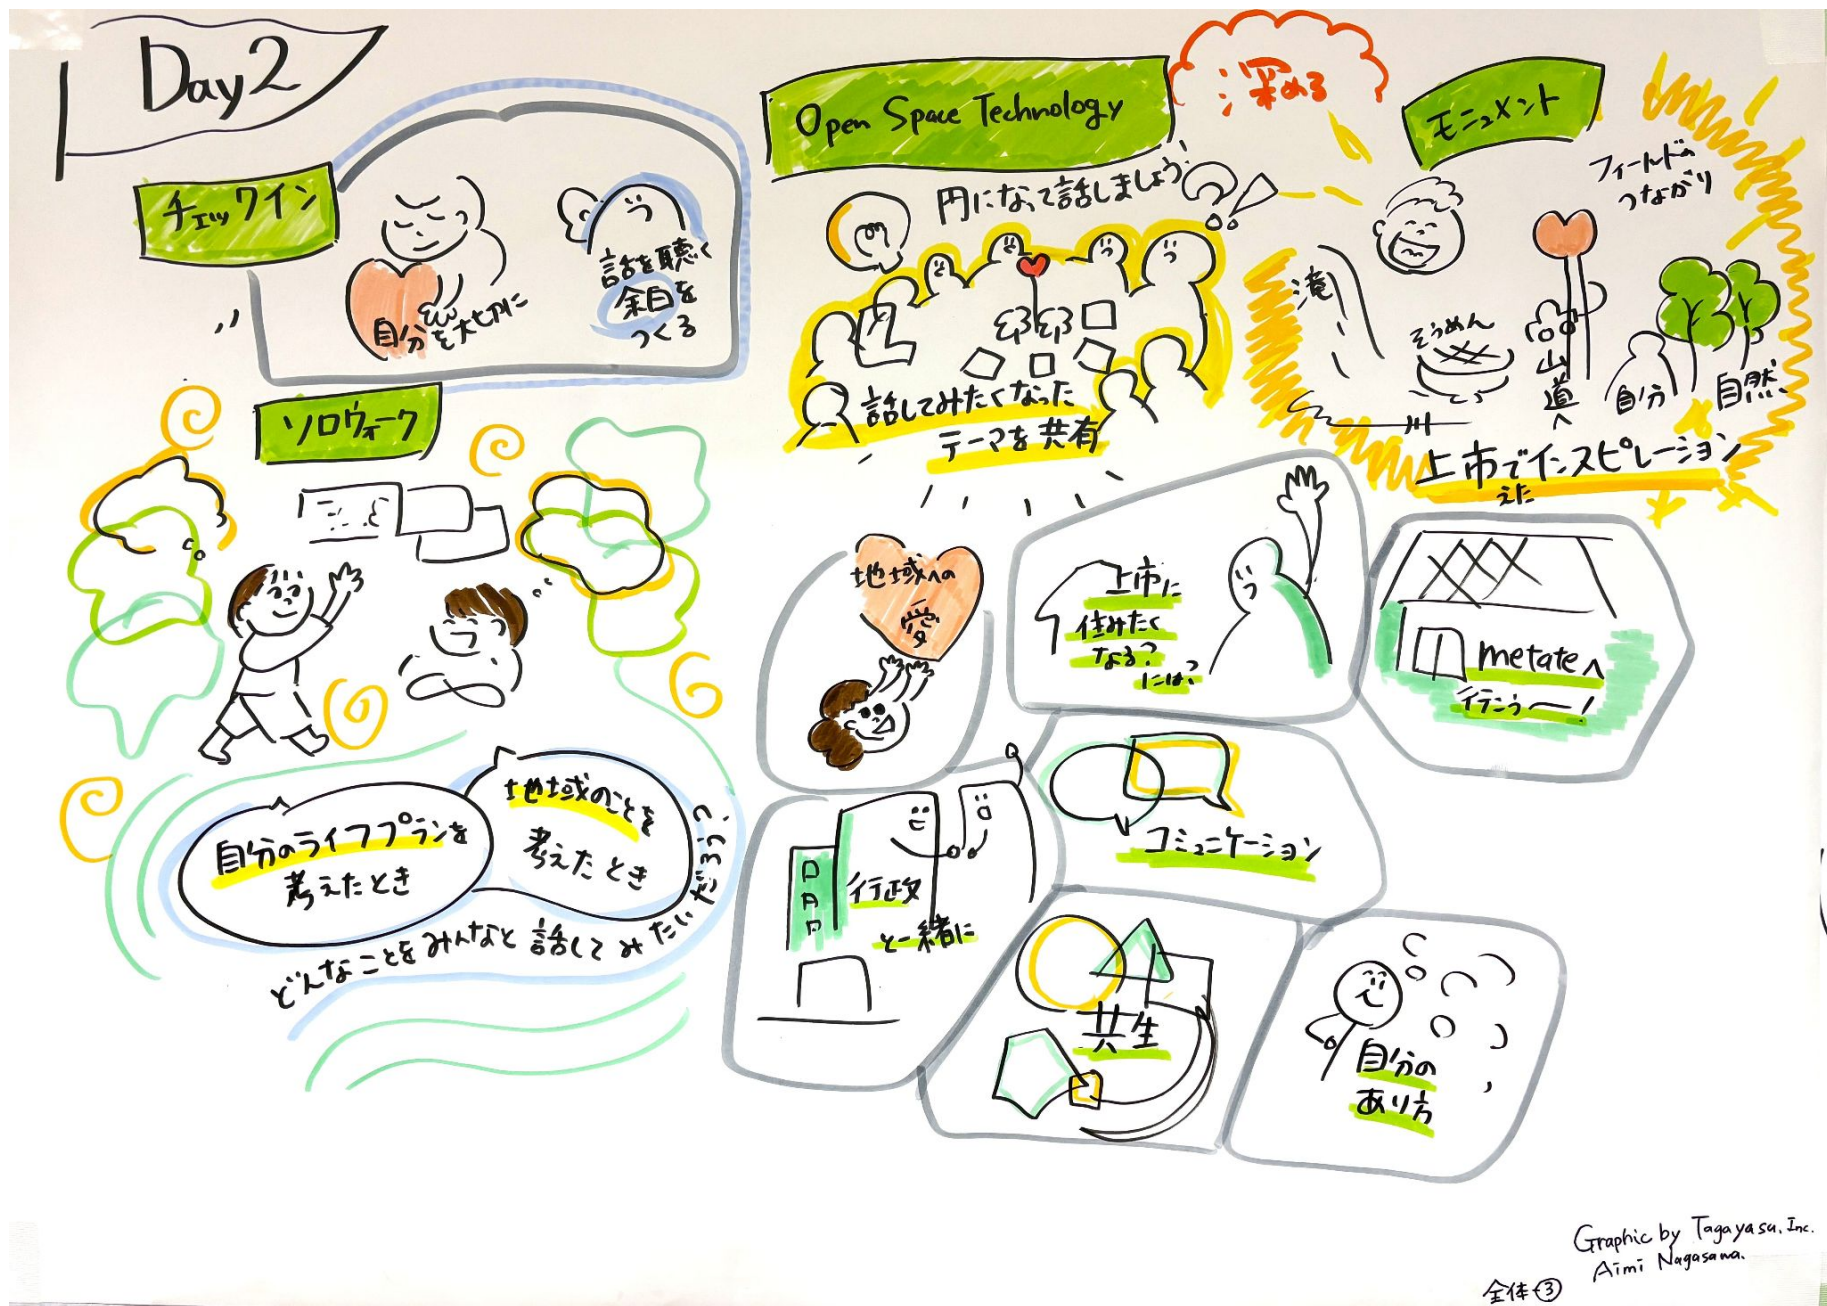 Day2
チェックイン
自分を大切に
話を聴く
余白を
つくる
ソロウォーク
自分のライフプランを
考えたとき
地域のことを
考えたとき
どんなことをみんなと話してみたいだろう?
Open Space Technology
深める
円になって話しましょう!
話してみたくなった
テーマを共有
モニュメント
フィールドの
つながり
滝
そうめん
山道へ
自分
自然
上市でインスピレーション
えた
地域への
愛
上市に
住みたく
なる?
には?
metateへ
行こうー!
行政
と一緒に
コミュニケーション
共生
自分の
あり方
Graphic by Tagayasu.Inc.
Aimi Nagasawa.
全体③